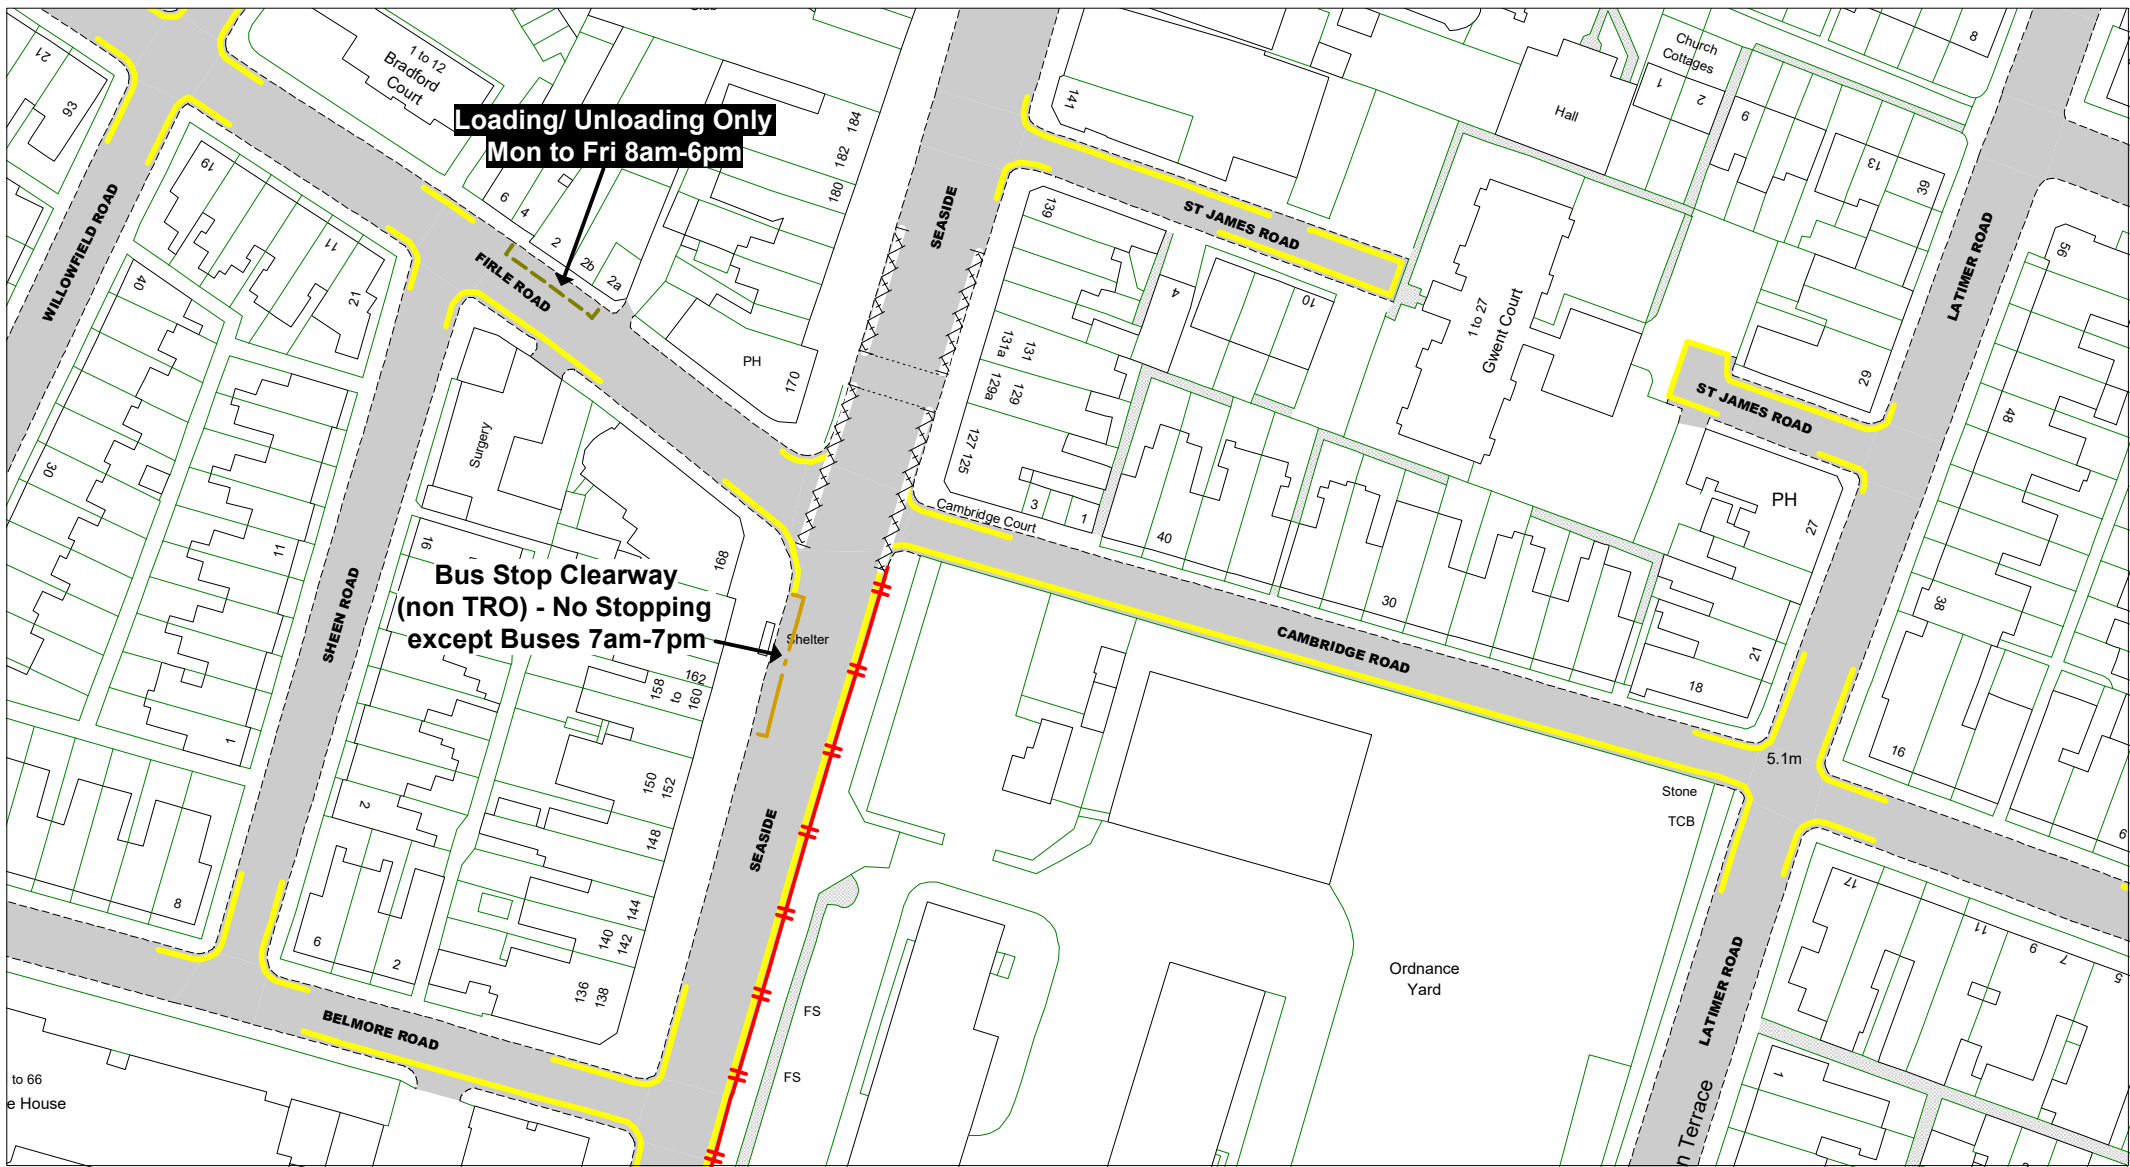 21
93
1 to 12
Bradford
Court
Loading/ Unloading Only
Mon to Fri 8am-6pm
184
182
180
6
4
2
2b
2a
FIRLE ROAD
19
11
21
WILLOWFIELD ROAD
40
30
11
1
8
SHEEN ROAD
Surgery
PH
170
SEASIDE
141
139
ST JAMES ROAD
4
10
131a
131
129a
129
127
125
3
1
Cambridge Court
40
30
Hall
Church
Cottages
1
2
9
8
13
39
1 to 27
Gwent Court
LATIMER ROAD
56
48
38
29
ST JAMES ROAD
PH
27
21
18
16
CAMBRIDGE ROAD
5.1m
Stone
TCB
16
168
Bus Stop Clearway
(non TRO) - No Stopping
except Buses 7am-7pm
Shelter
162
158
to
160
150
152
148
144
140
142
136
138
2
6
2
SEASIDE
BELMORE ROAD
to 66
e House
FS
FS
Ordnance
Yard
LATIMER ROAD
n Terrace
17
11
9
7
5
1